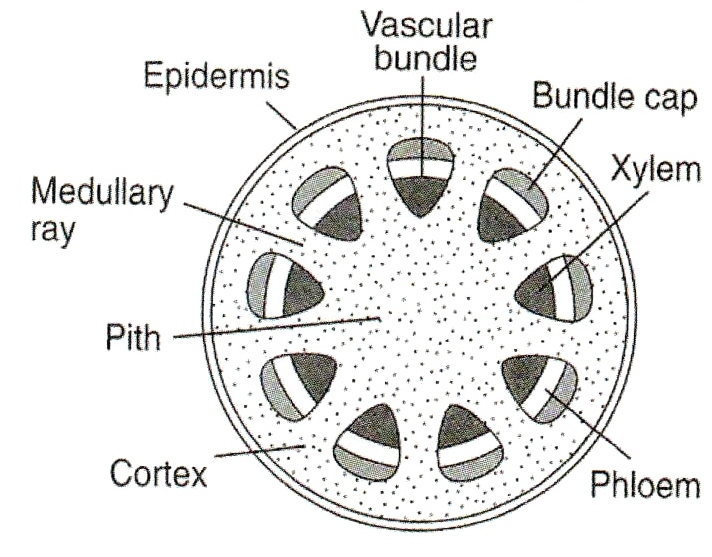 Vascular
bundle
Epidermis
Bundle cap
Xylem
Medullary
ray
Pith
Cortex
Phloem